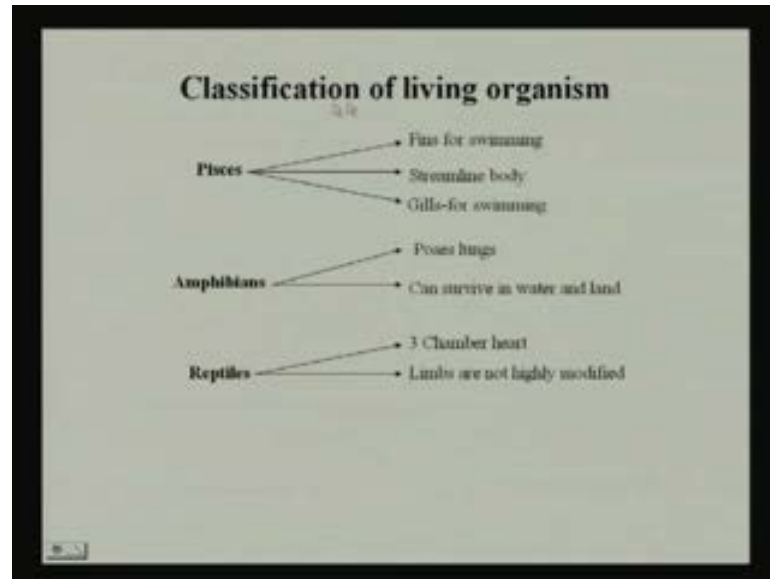 Classification of living organism
Pisces
Fins for swimming
Streamline body
Gills-for swimming
Amphibians
Poses lungs
Can survive in water and land
Reptiles
3 Chamber heart
Limbs are not highly modified